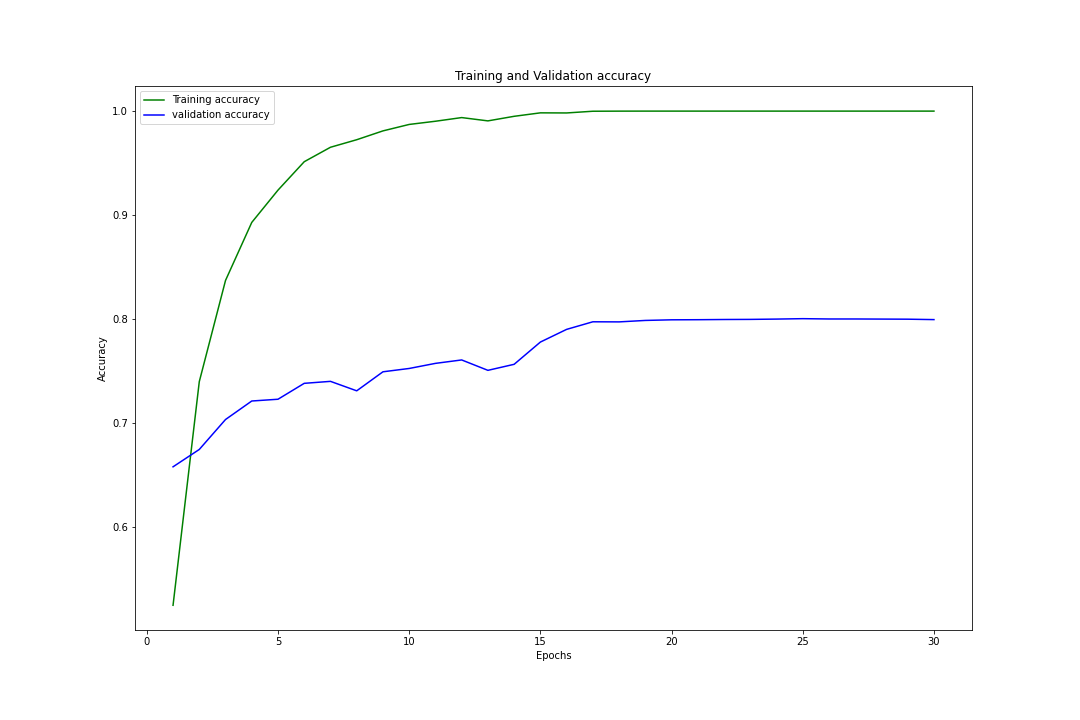 Training and Validation accuracy
Training accuracy
validation accuracy
1.0
0.9
0.8
0.7
0.6
Accuracy
0 5 10 15 20 25 30
Epochs